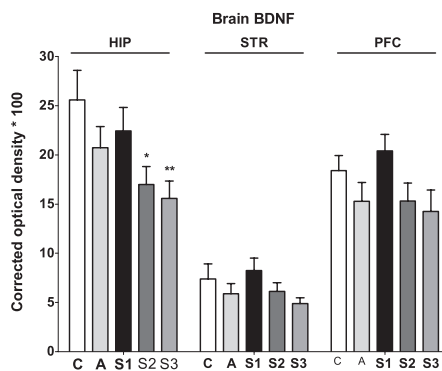 Brain BDNF
HIP STR PFC
Corrected optical density * 100
30
25
20
15
10
5
0
* **
C A S1 S2 S3 C A S1 S2 S3 C A S1 S2 S3